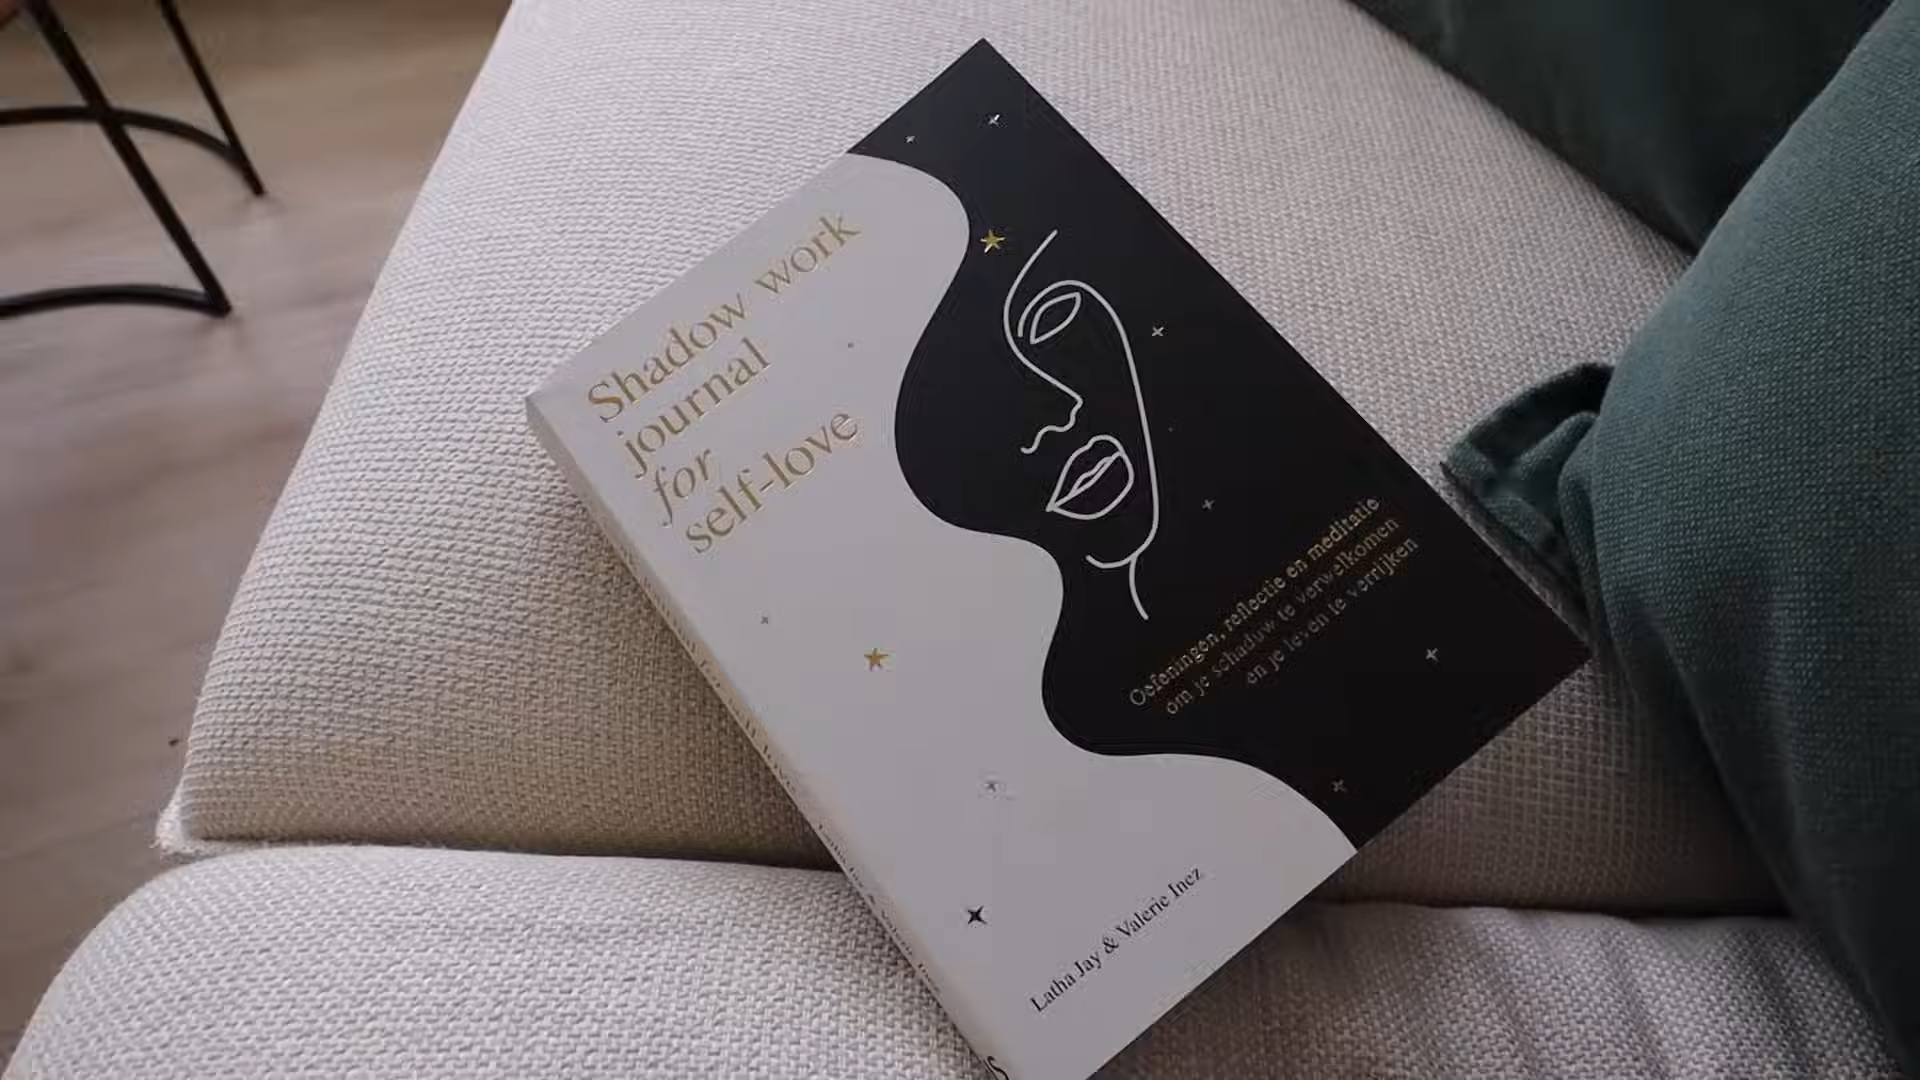 Shadow work
journal
for
self-love
Oefeningen, reflectie en meditatie
om je schaduw te verwelkomen
en je leven te verrijken
Latha Jay & Valerie Inez